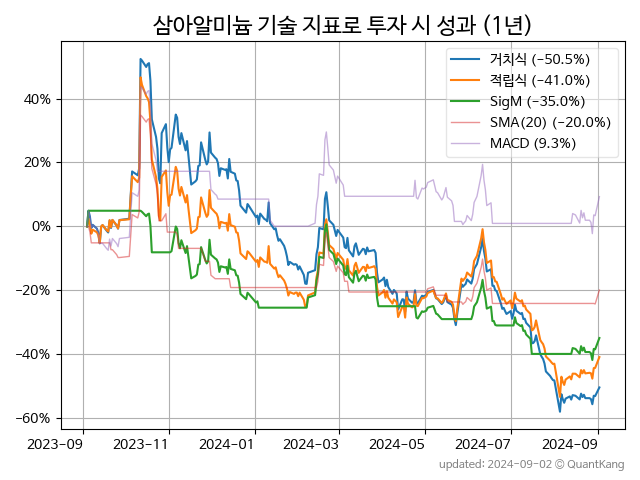 삼아알미늄 기술 지표로 투자 시 성과 (1년)
거치식 (−50.5%)
적립식 (−41.0%)
SigM (−35.0%)
SMA(20) (−20.0%)
MACD (9.3%)
40%
20%
0%
−20%
−40%
−60%
2023-09 2023-11 2024-01 2024-03 2024-05 2024-07 2024-09
updated: 2024-09-02 © QuantKang